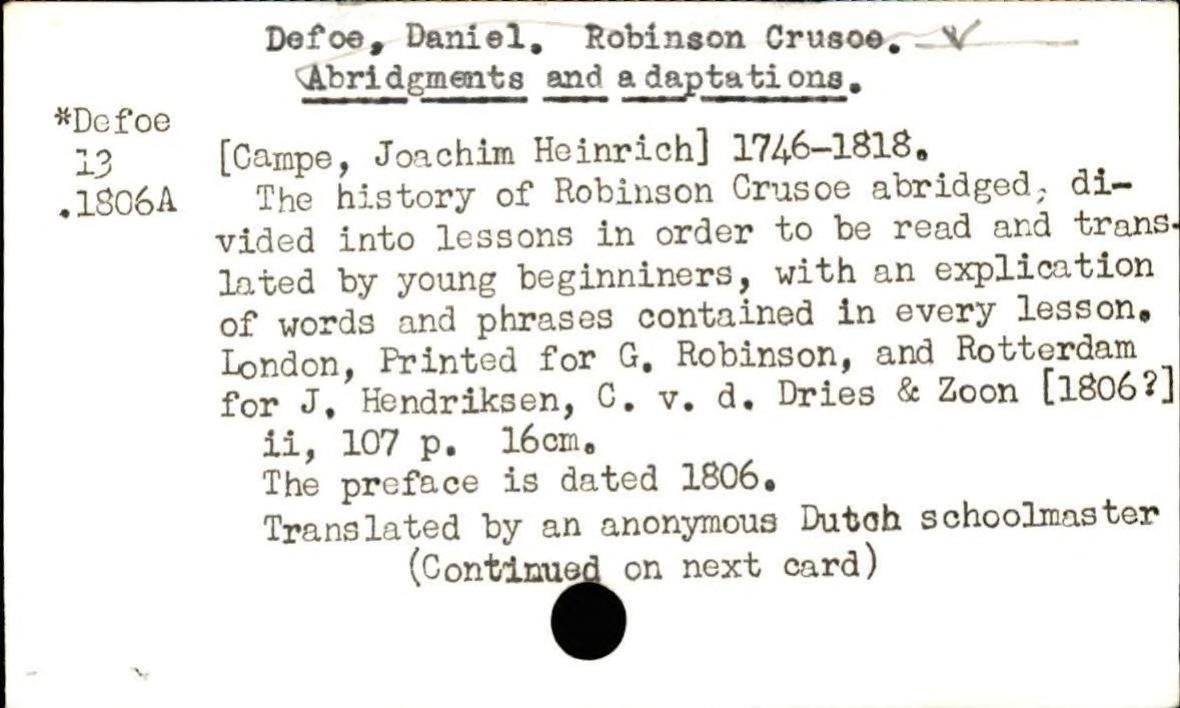 Defoe, Daniel. Robinson Crusoe.
Abridgments and adaptations.
*Defoe
13
.1806A
[Campe, Joachim Heinrich] 1746-1818.
The history of Robinson Crusoe abridged, di-
vided into lessons in order to be read and trans-
lated by young beginniners, with an explication
of words and phrases contained in every lesson.
London, Printed for G. Robinson, and Rotterdam
for J. Hendriksen, C. v. d. Dries & Zoon [1806?]
ii, 107 p. 16cm.
The preface is dated 1806.
Translated by an anonymous Dutch schoolmaster
(Continued on next card)